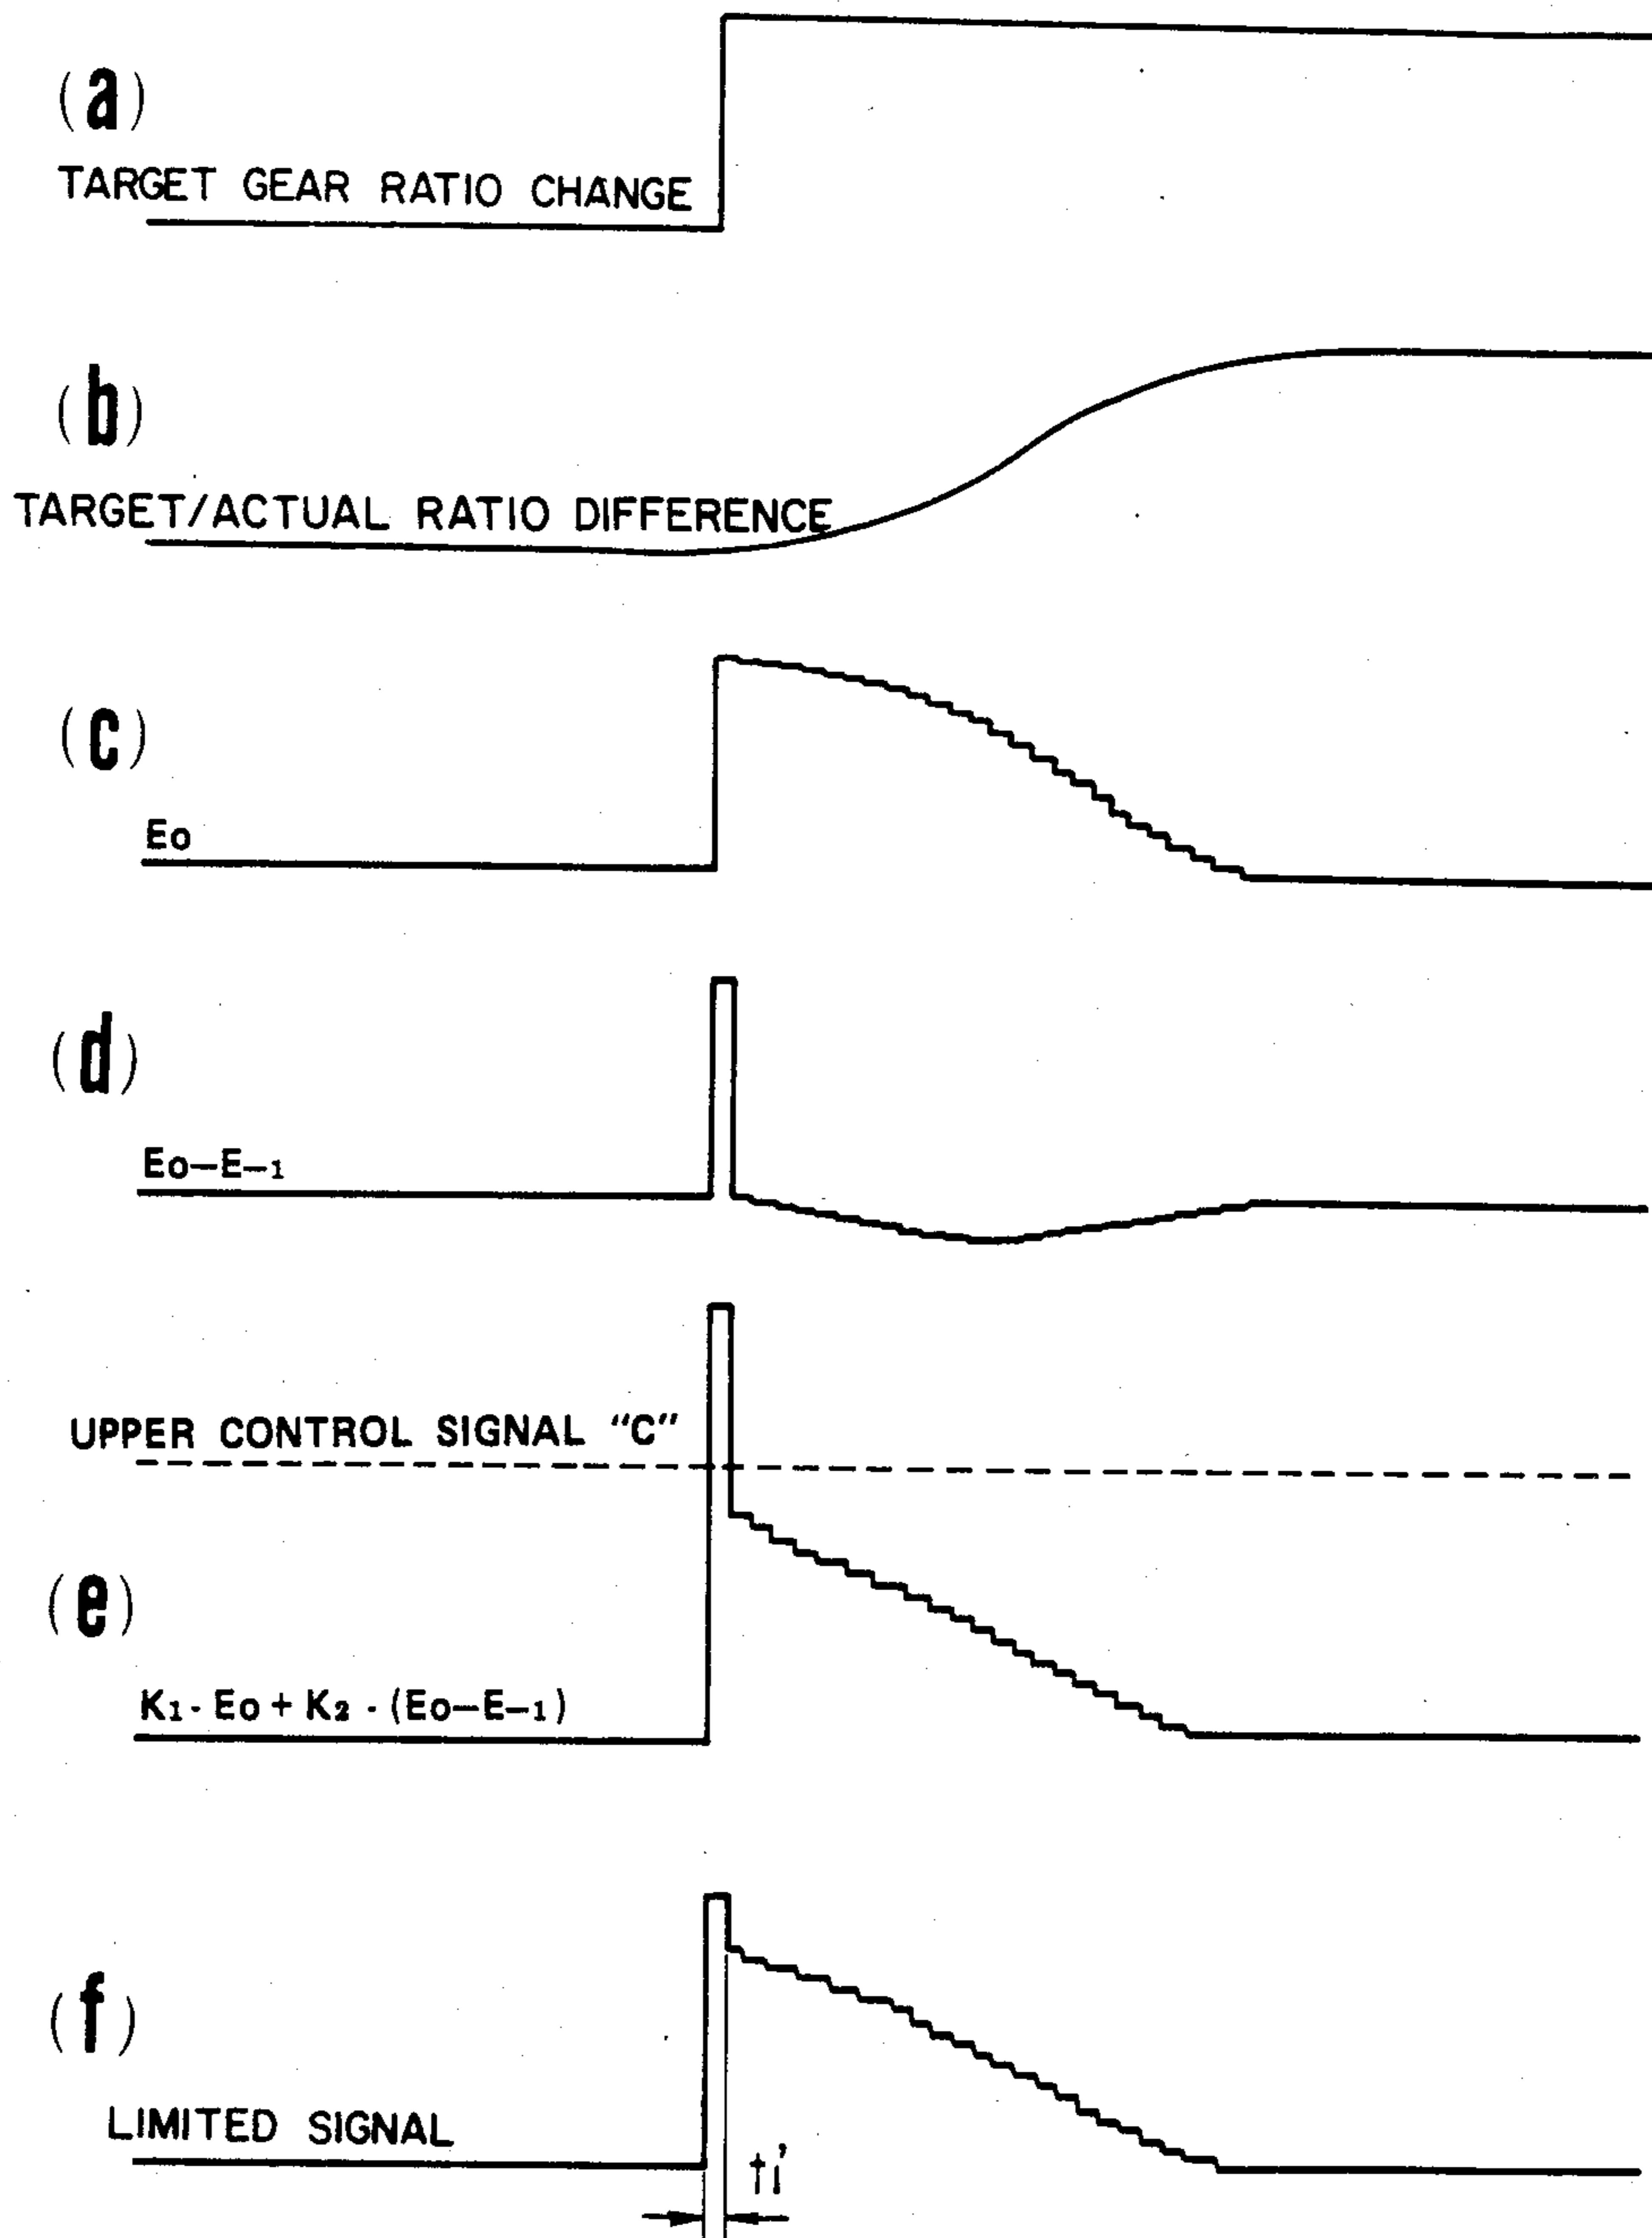 (a)
TARGET GEAR RATIO CHANGE
(b)
TARGET/ACTUAL RATIO DIFFERENCE
(c)
Eo
(d)
Eo-E-1
UPPER CONTROL SIGNAL "C"
(e)
K1 · Eo + K2 · (Eo-E-1)
(f)
LIMITED SIGNAL
ti'